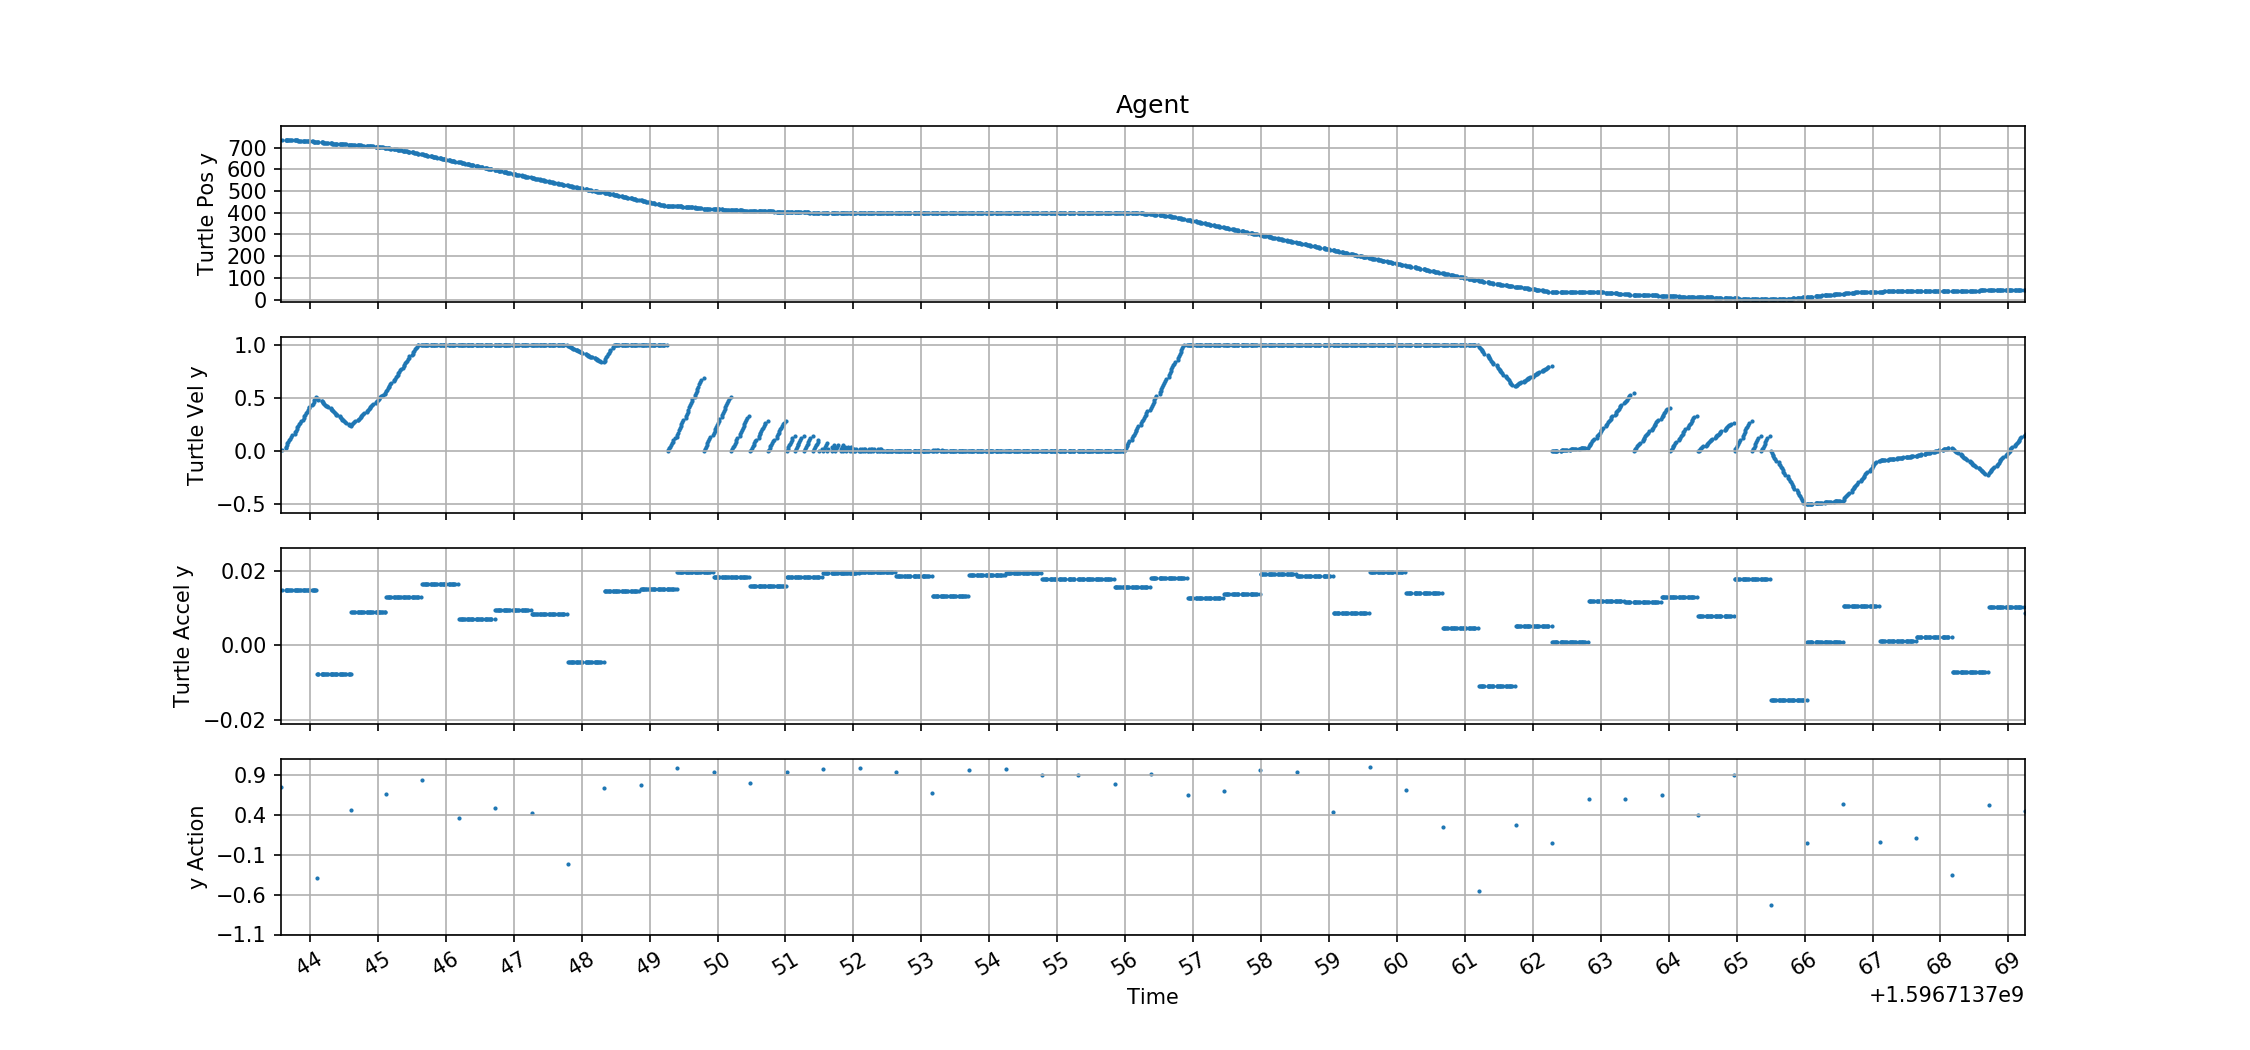 Agent
Turtle Pos y
700
600
500
400
300
200
100
0
Turtle Vel y
1.0
0.5
0.0
−0.5
Turtle Accel y
0.02
0.00
−0.02
y Action
0.9
0.4
−0.1
−0.6
−1.1
44 45 46 47 48 49 50 51 52 53 54 55 56 57 58 59 60 61 62 63 64 65 66 67 68 69
Time
+1.5967137e9